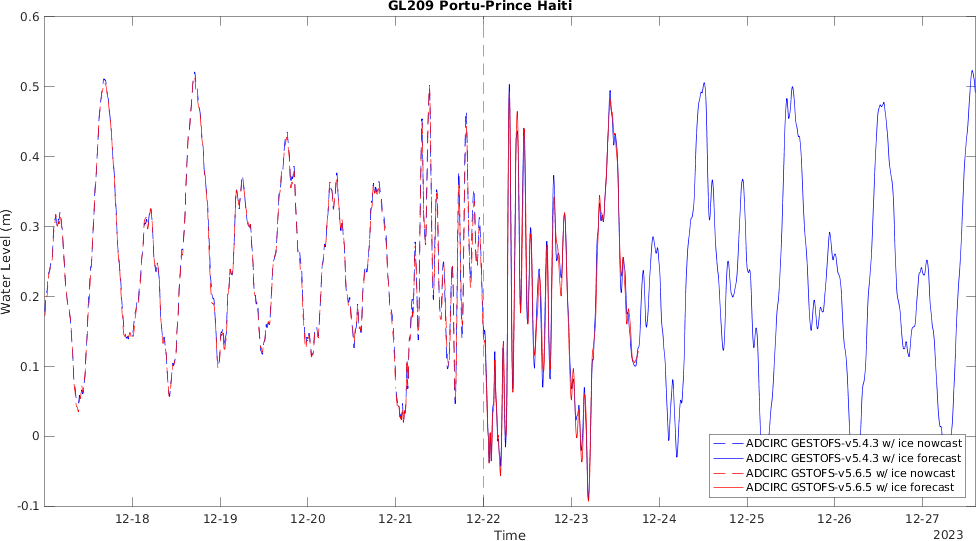 GL209 Portu-Prince Haiti
0.6
0.5
0.4
0.3
0.2
0.1
0
-0.1
Water Level (m)
12-18 12-19 12-20 12-21 12-22 12-23 12-24 12-25 12-26 12-27
Time
2023
ADCIRC GESTOFS-v5.4.3 w/ ice nowcast
ADCIRC GESTOFS-v5.4.3 w/ ice forecast
ADCIRC GSTOFS-v5.6.5 w/ ice nowcast
ADCIRC GSTOFS-v5.6.5 w/ ice forecast